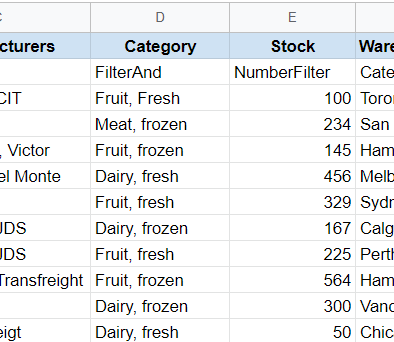 C D E
cturers Category Stock Ware
FilterAnd NumberFilter Cate
CIT Fruit, Fresh 100 Toro
Meat, frozen 234 San
, Victor Fruit, frozen 145 Ham
el Monte Dairy, fresh 456 Melb
Fruit, fresh 329 Sydn
JDS Dairy, frozen 167 Calg
JDS Fruit, fresh 225 Perth
Transfreight Fruit, frozen 564 Ham
Dairy, frozen 300 Vanc
eigt Dairy, fresh 50 Chic